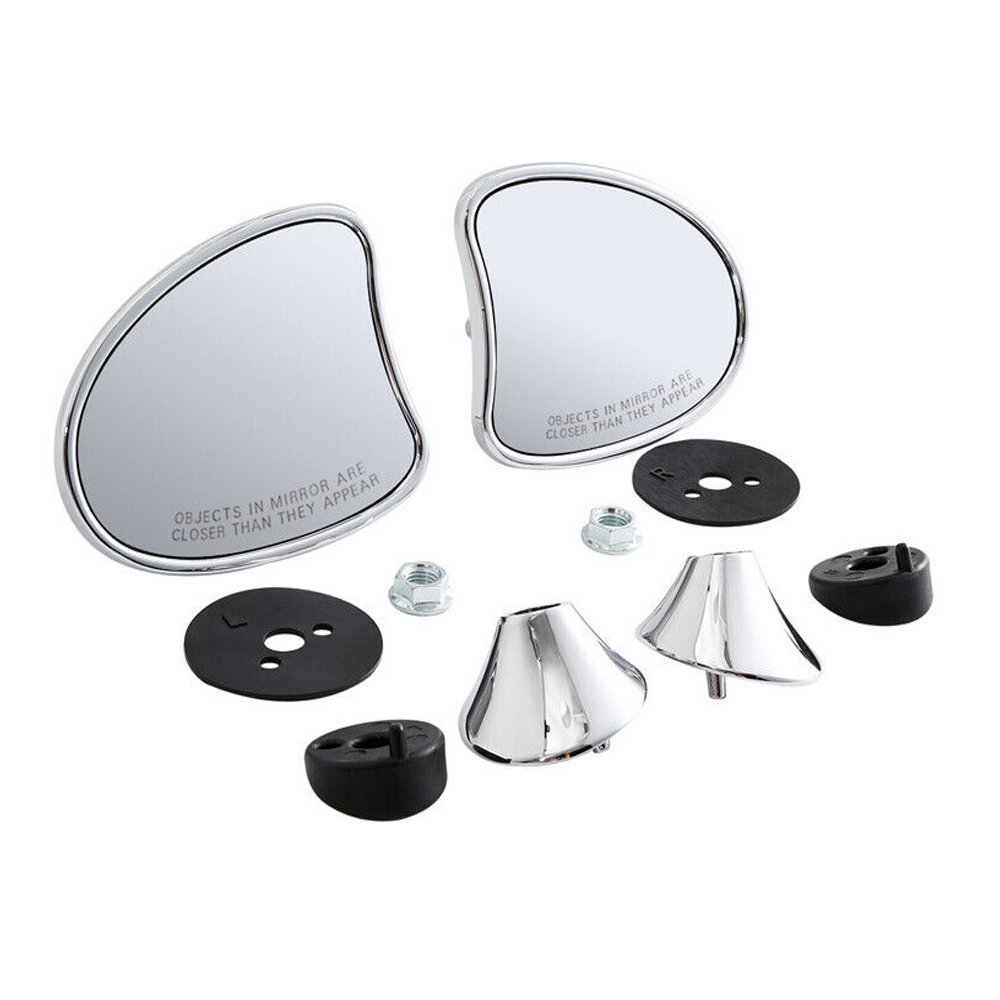 OBJECTS IN MIRROR ARE
CLOSER THAN THEY APPEAR
OBJECTS IN MIRROR ARE
CLOSER THAN THEY APPEAR
R
L